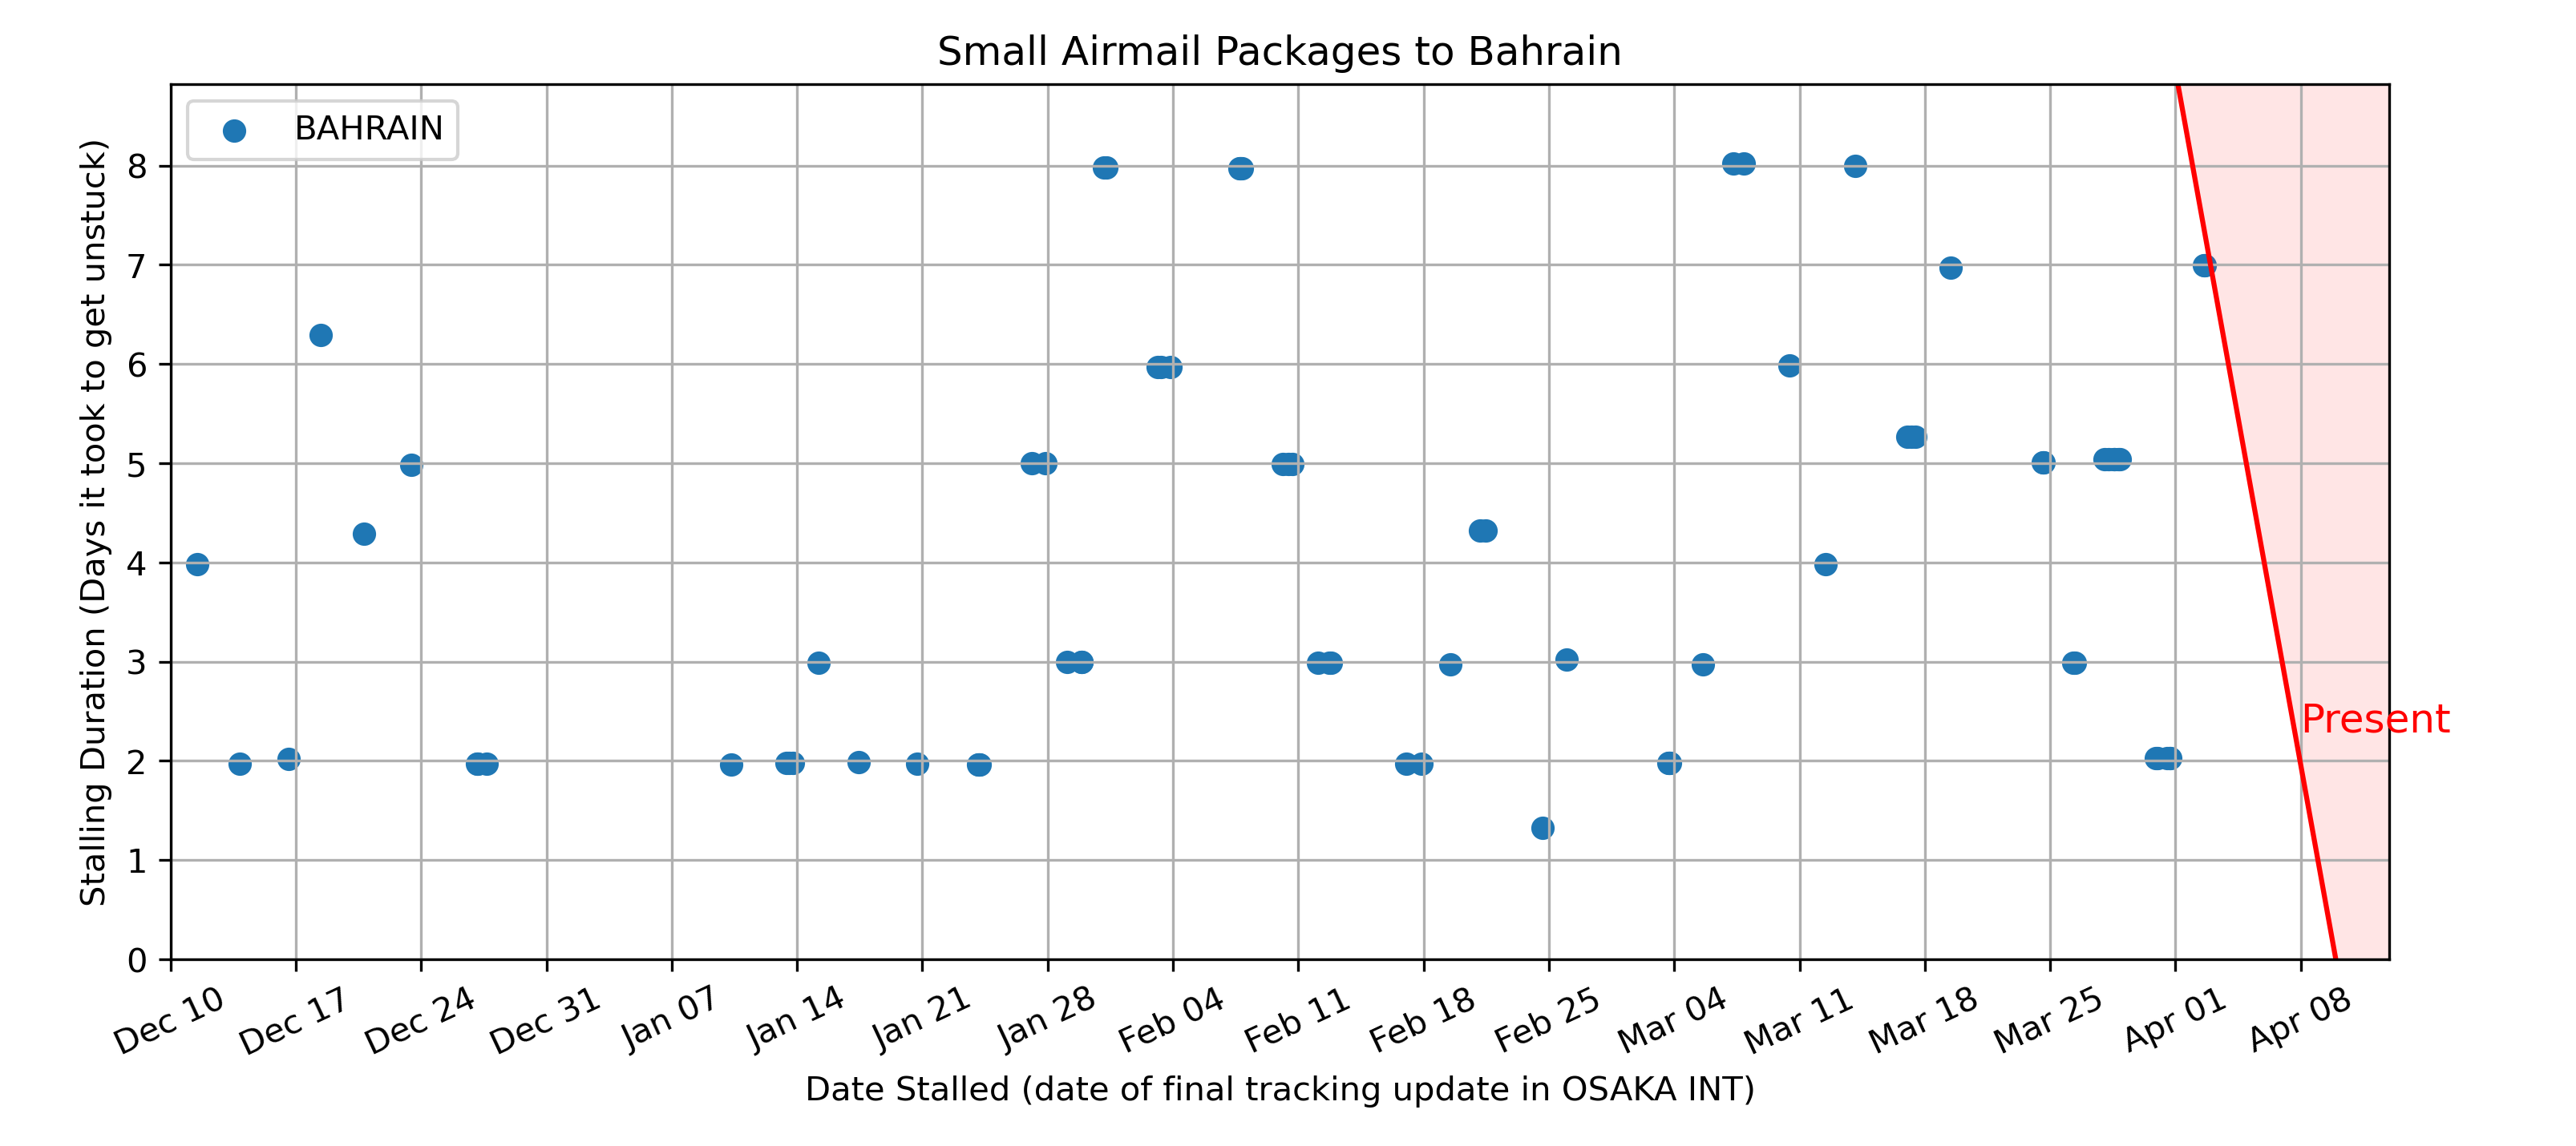 Small Airmail Packages to Bahrain
BAHRAIN
Stalling Duration (Days it took to get unstuck)
8
7
6
5
4
3
2
1
0
Present
Dec 10
Dec 17
Dec 24
Dec 31
Jan 07
Jan 14
Jan 21
Jan 28
Feb 04
Feb 11
Feb 18
Feb 25
Mar 04
Mar 11
Mar 18
Mar 25
Apr 01
Apr 08
Date Stalled (date of final tracking update in OSAKA INT)